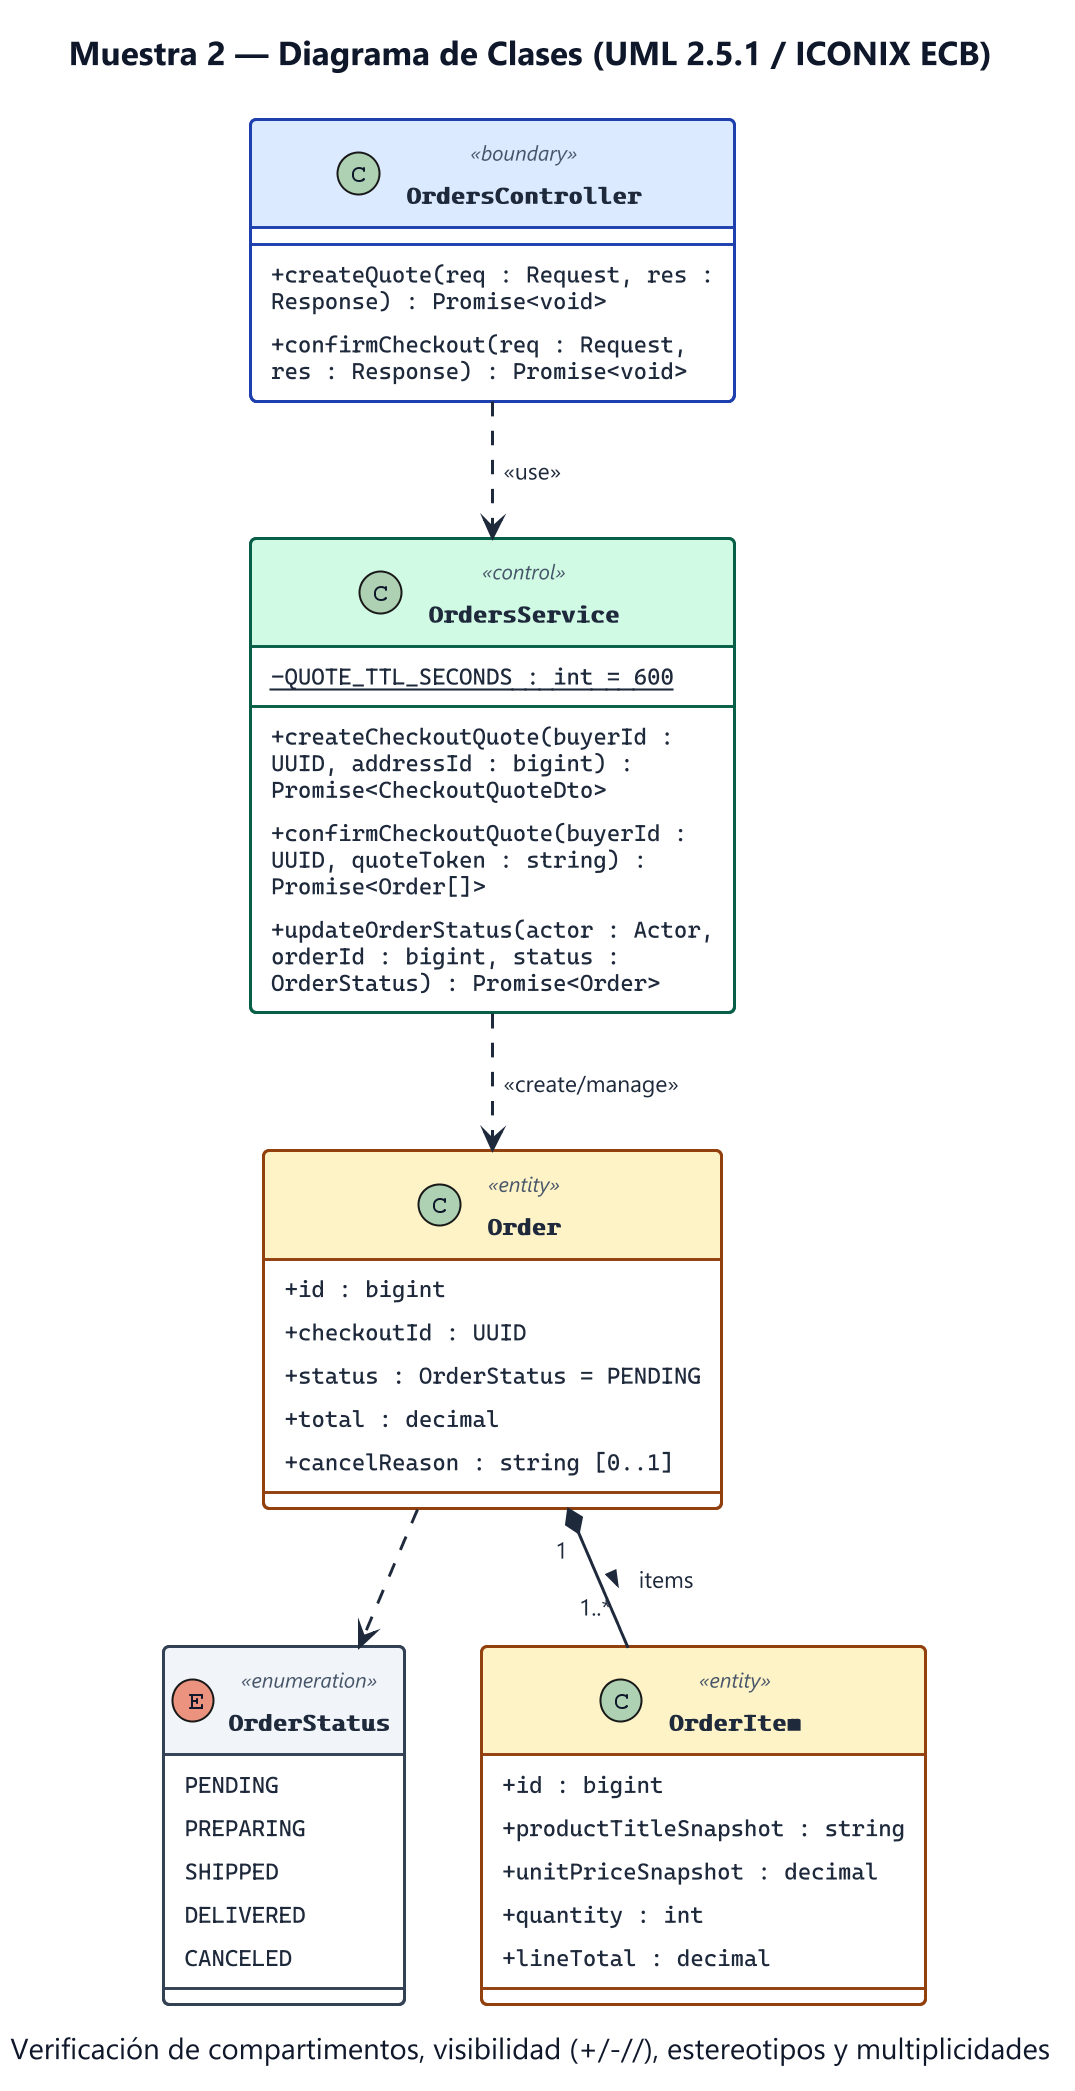 Muestra 2 — Diagrama de Clases (UML 2.5.1 / ICONIX ECB)
«boundary»
C
OrdersController
+createQuote(req : Request, res :
Response) : Promise<void>
+confirmCheckout(req : Request,
res : Response) : Promise<void>
«use»
«control»
C
OrdersService
-QUOTE_TTL_SECONDS : int = 600
+createCheckoutQuote(buyerId :
UUID, addressId : bigint) :
Promise<CheckoutQuoteDto>
+confirmCheckoutQuote(buyerId :
UUID, quoteToken : string) :
Promise<Order[]>
+updateOrderStatus(actor : Actor,
orderId : bigint, status :
OrderStatus) : Promise<Order>
«create/manage»
«entity»
C
Order
+id : bigint
+checkoutId : UUID
+status : OrderStatus = PENDING
+total : decimal
+cancelReason : string [0..1]
1
items
1..*
«enumeration»
E
OrderStatus
PENDING
PREPARING
SHIPPED
DELIVERED
CANCELED
«entity»
C
OrderItem
+id : bigint
+productTitleSnapshot : string
+unitPriceSnapshot : decimal
+quantity : int
+lineTotal : decimal
Verificación de compartimentos, visibilidad (+/-//), estereotipos y multiplicidades